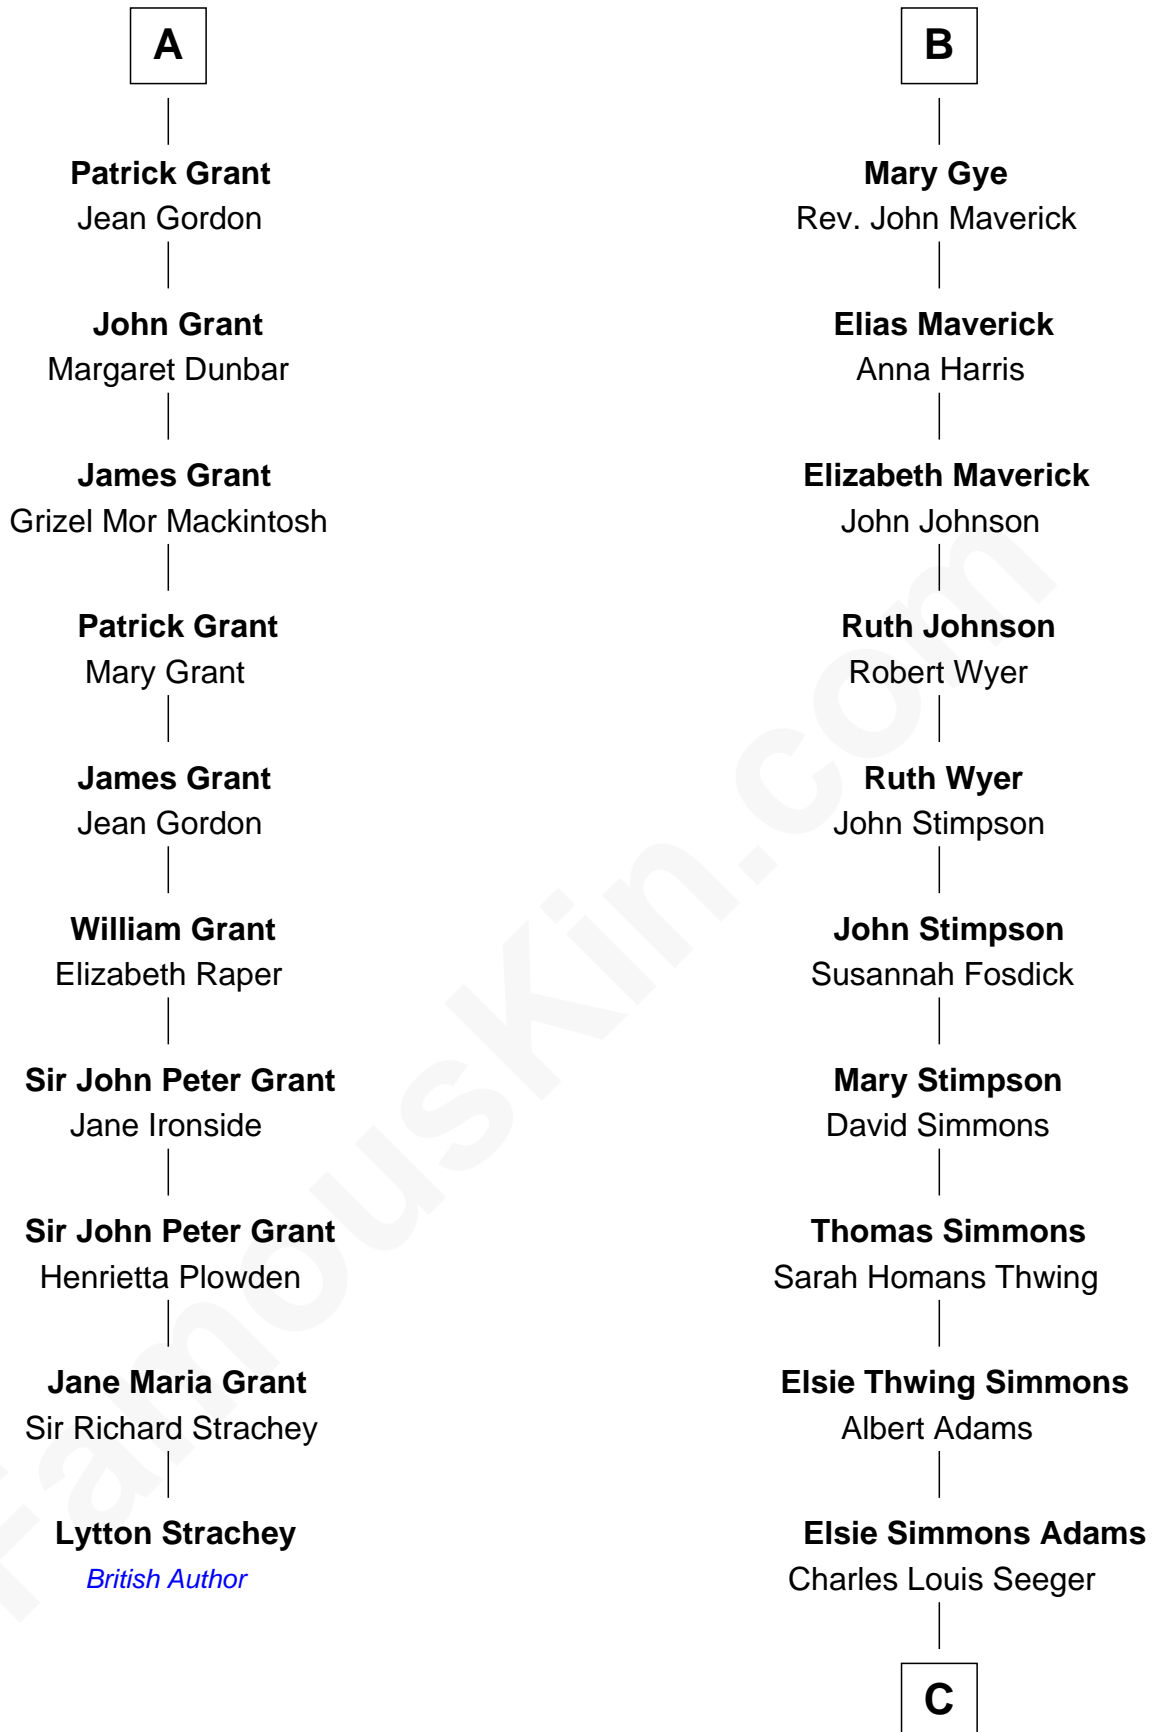 A
Patrick Grant
Jean Gordon
John Grant
Margaret Dunbar
James Grant
Grizel Mor Mackintosh
Patrick Grant
Mary Grant
James Grant
Jean Gordon
William Grant
Elizabeth Raper
Sir John Peter Grant
Jane Ironside
Sir John Peter Grant
Henrietta Plowden
Jane Maria Grant
Sir Richard Strachey
Lytton Strachey
British Author
B
Mary Gye
Rev. John Maverick
Elias Maverick
Anna Harris
Elizabeth Maverick
John Johnson
Ruth Johnson
Robert Wyer
Ruth Wyer
John Stimpson
John Stimpson
Susannah Fosdick
Mary Stimpson
David Simmons
Thomas Simmons
Sarah Homans Thwing
Elsie Thwing Simmons
Albert Adams
Elsie Simmons Adams
Charles Louis Seeger
C
FamousKin.com